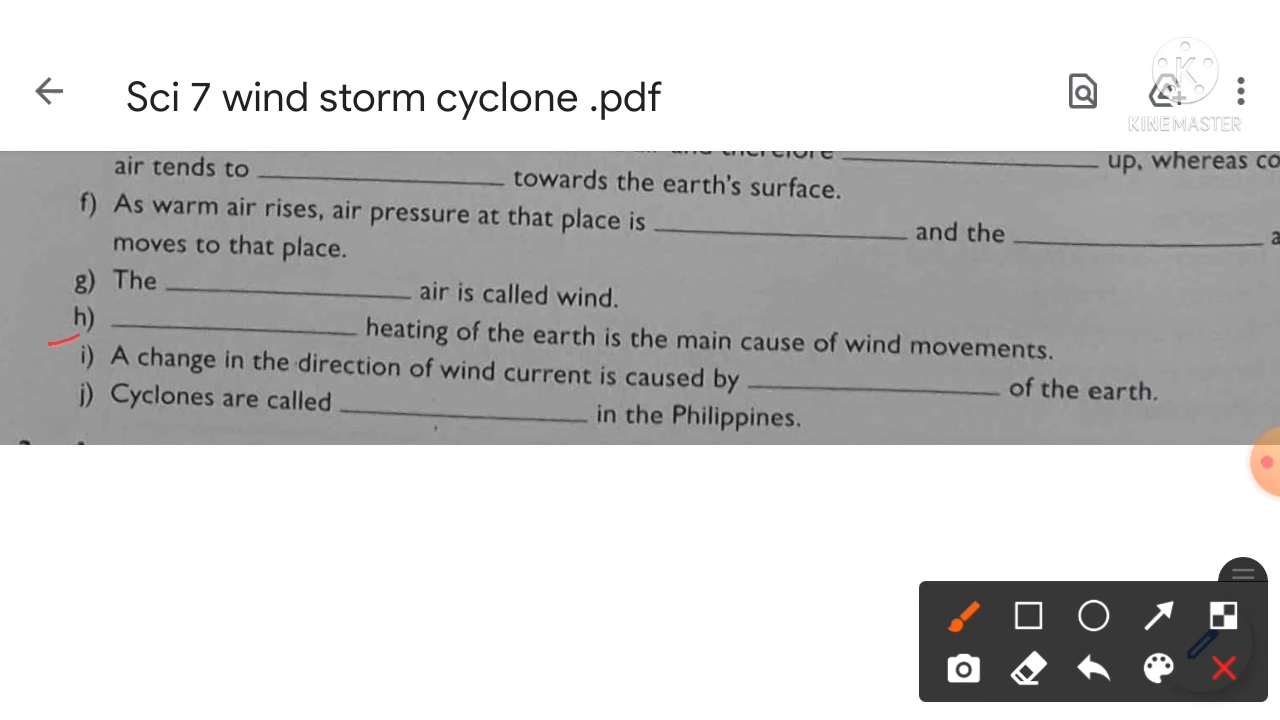 Sci 7 wind storm cyclone .pdf
KINEMASTER
therefore ____________ up, whereas co
air tends to ____________ towards the earth's surface.
f) As warm air rises, air pressure at that place is ____________ and the ____________ a
moves to that place.
g) The ____________ air is called wind.
h) ____________ heating of the earth is the main cause of wind movements.
i) A change in the direction of wind current is caused by ____________ of the earth.
j) Cyclones are called ____________ in the Philippines.